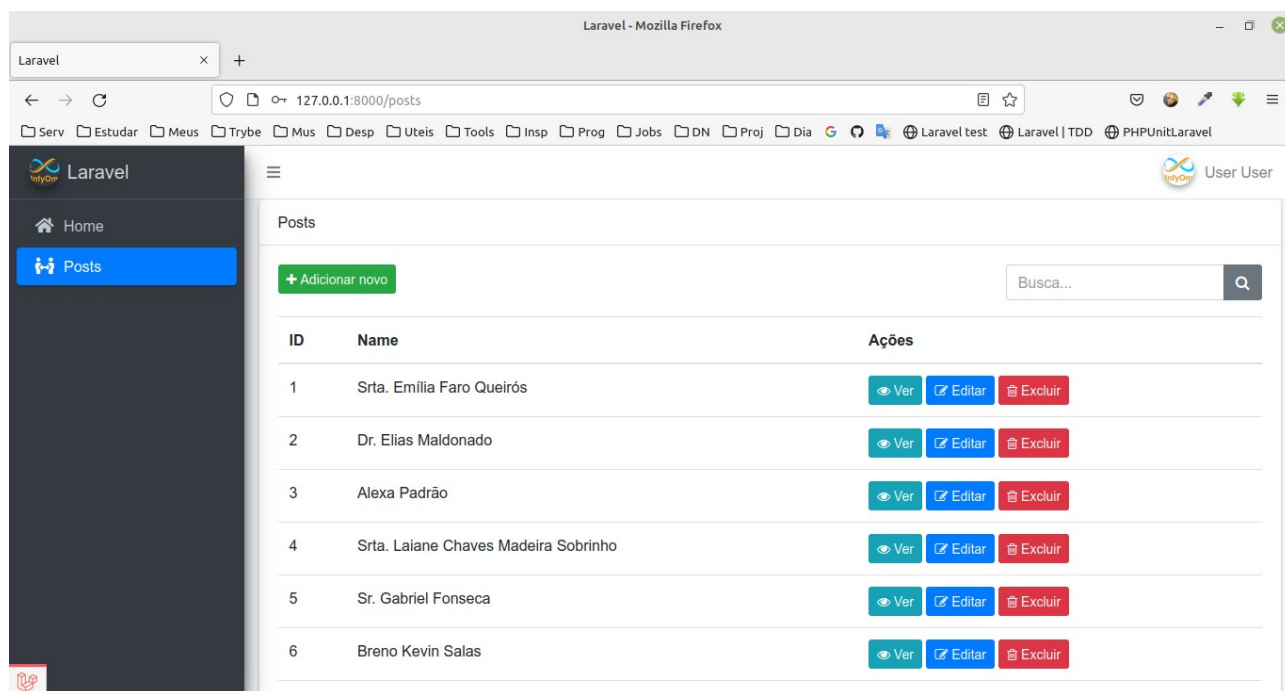 Laravel - Mozilla Firefox
Laravel
127.0.0.1:8000/posts
Serv Estudar Meus Trybe Mus Desp Uteis Tools Insp Prog Jobs DN Proj Dia Laravel test Laravel | TDD PHPUnitLaravel
InfyOm Laravel
InfyOm User User
Home
Posts
Posts
Adicionar novo
Busca...
ID Name Ações
1 Srta. Emília Faro Queirós Ver Editar Excluir
2 Dr. Elias Maldonado Ver Editar Excluir
3 Alexa Padrão Ver Editar Excluir
4 Srta. Laiane Chaves Madeira Sobrinho Ver Editar Excluir
5 Sr. Gabriel Fonseca Ver Editar Excluir
6 Breno Kevin Salas Ver Editar Excluir